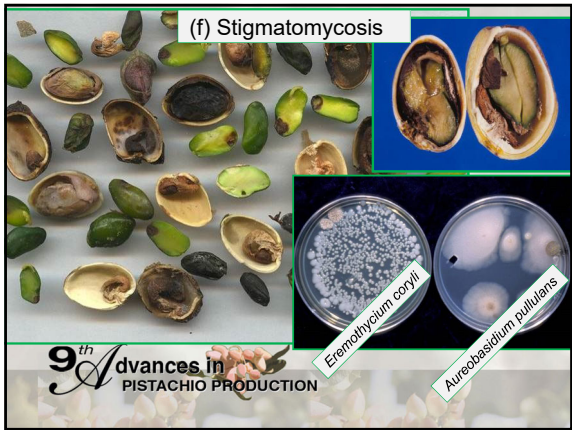 (f) Stigmatomycosis
Eremothycium coryli
Aureobasidium pullulans
9th Advances in
PISTACHIO PRODUCTION